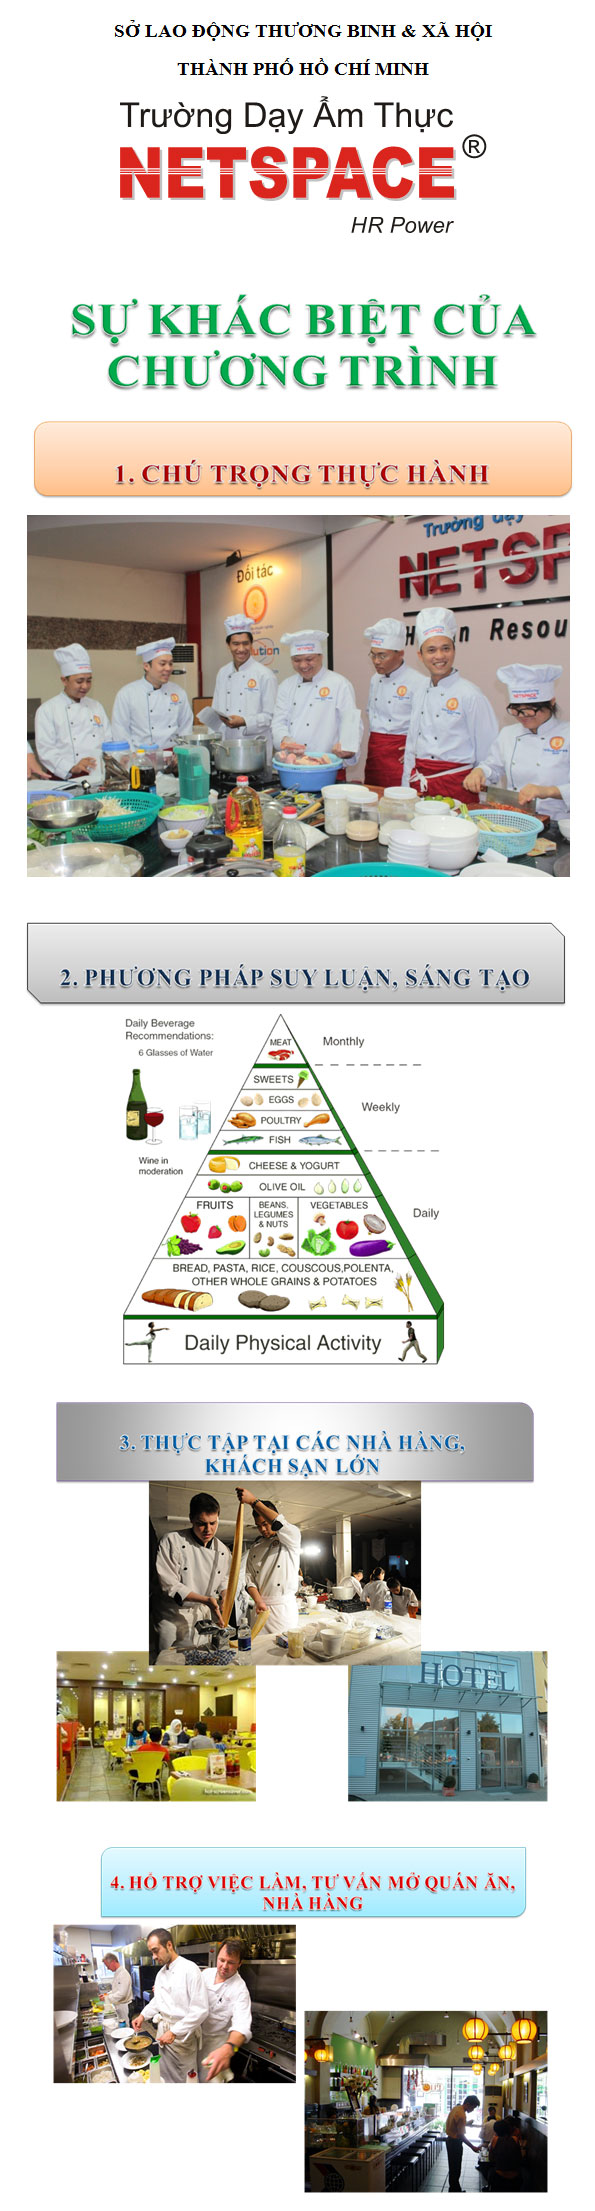 SỞ LAO ĐỘNG THƯƠNG BINH & XÃ HỘI
THÀNH PHỐ HỒ CHÍ MINH
Trường Dạy Ẩm Thực
NETSPACE®
HR Power
SỰ KHÁC BIỆT CỦA
CHƯƠNG TRÌNH
1. CHÚ TRỌNG THỰC HÀNH
Trường dạy
Đối tác
NETSP
2. PHƯƠNG PHÁP SUY LUẬN, SÁNG TẠO
Daily Beverage
Recommendations:
6 Glasses of Water
Wine in
moderation
MEAT
Monthly
SWEETS
EGGS
Weekly
POULTRY
FISH
CHEESE & YOGURT
OLIVE OIL
FRUITS
BEANS,
LEGUMES
& NUTS
VEGETABLES
Daily
BREAD, PASTA, RICE, COUSCOUS,POLENTA,
OTHER WHOLE GRAINS & POTATOES
Daily Physical Activity
3. THỰC TẬP TẠI CÁC NHÀ HÀNG,
KHÁCH SẠN LỚN
HOTEL
4. HỖ TRỢ VIỆC LÀM, TƯ VẤN MỞ QUÁN ĂN,
NHÀ HÀNG